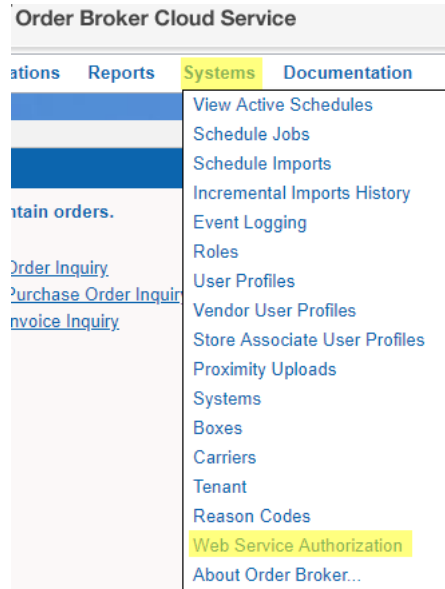 Order Broker Cloud Service
ations Reports Systems Documentation
View Active Schedules
Schedule Jobs
Schedule Imports
Incremental Imports History
ntain orders.
Event Logging
Roles
Order Inquiry
User Profiles
Purchase Order Inquiry
Vendor User Profiles
nvoice Inquiry
Store Associate User Profiles
Proximity Uploads
Systems
Boxes
Carriers
Tenant
Reason Codes
Web Service Authorization
About Order Broker...